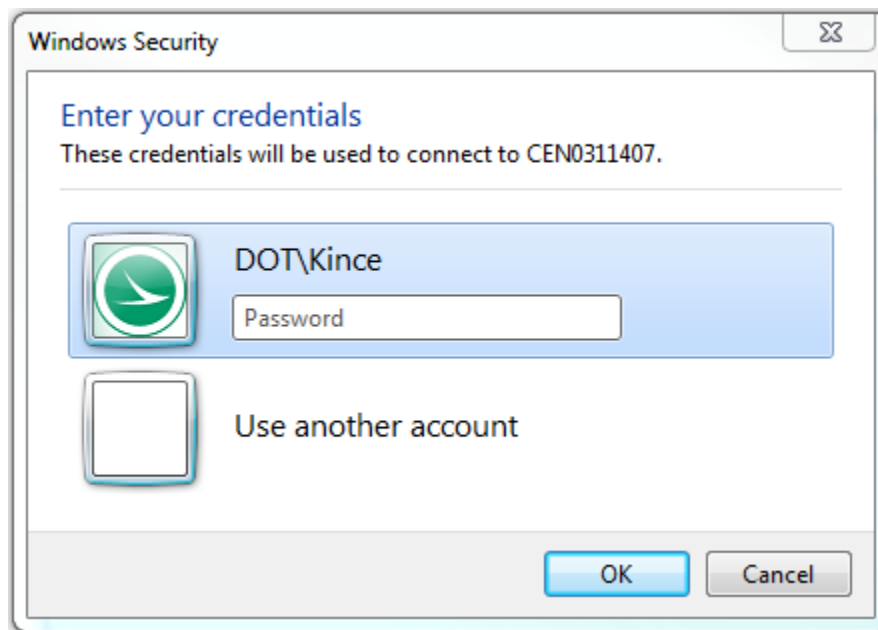 Windows Security
Enter your credentials
These credentials will be used to connect to CEN0311407.
DOT\Kince
Password
Use another account
OK
Cancel